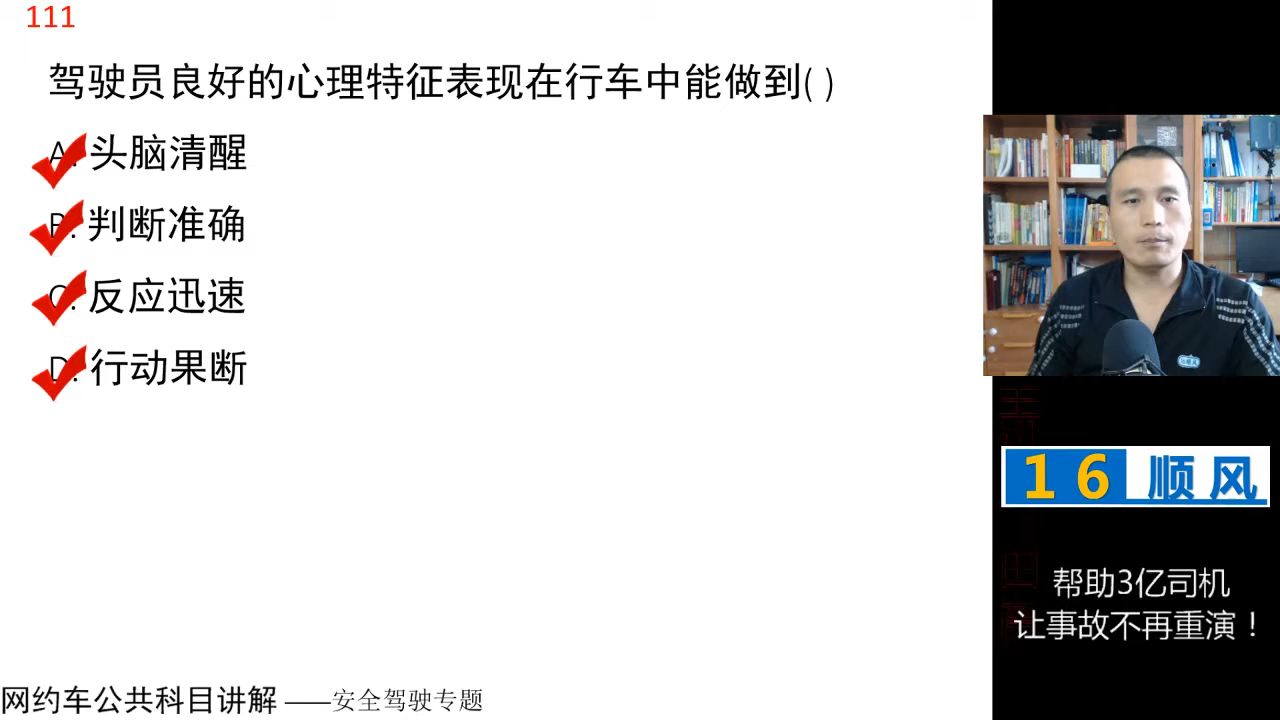 111
驾驶员良好的心理特征表现在行车中能做到( )
A. 头脑清醒
B. 判断准确
C. 反应迅速
D. 行动果断
16 顺风
帮助3亿司机
让事故不再重演！
网约车公共科目讲解 ——安全驾驶专题